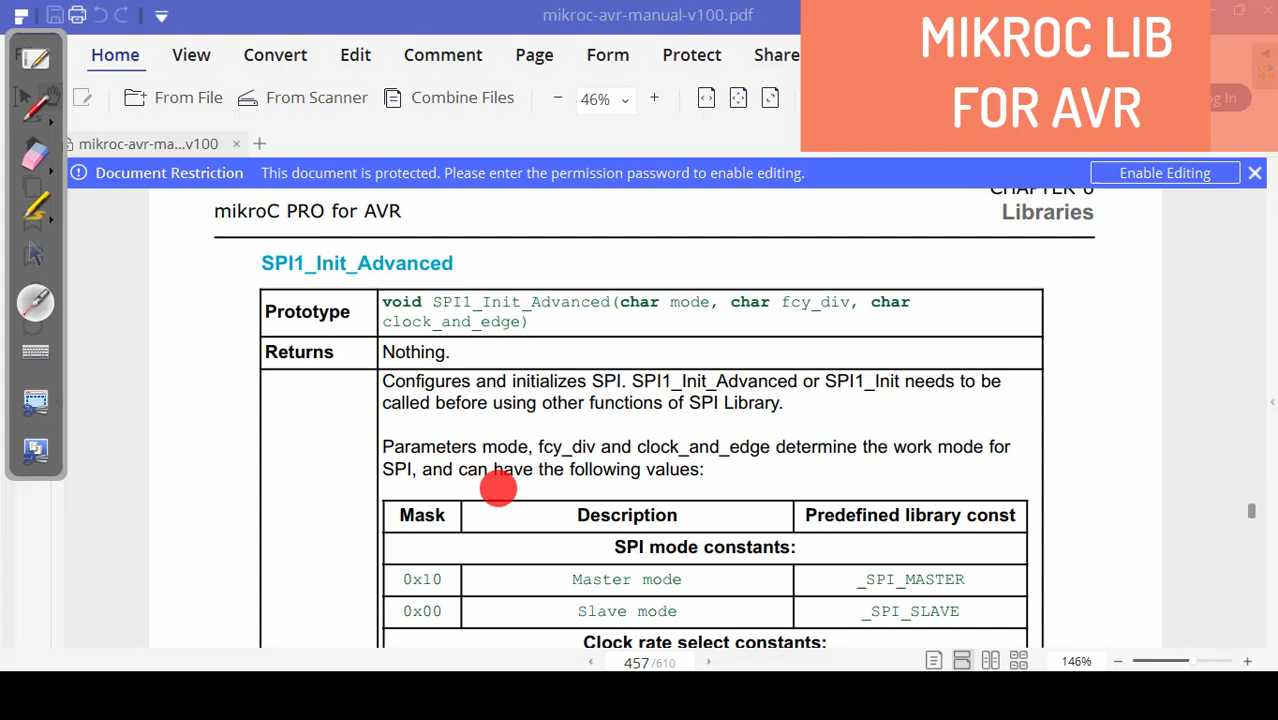 mikroc-avr-manual-v100.pdf
MIKROC LIB
FOR AVR
Home View Convert Edit Comment Page Form Protect Share
From File From Scanner Combine Files 46%
mikroc-avr-ma...v100
Document Restriction This document is protected. Please enter the permission password to enable editing. Enable Editing
mikroC PRO for AVR
Libraries
SPI1_Init_Advanced
Prototype void SPI1_Init_Advanced(char mode, char fcy_div, char
clock_and_edge)
Returns Nothing.
Configures and initializes SPI. SPI1_Init_Advanced or SPI1_Init needs to be
called before using other functions of SPI Library.
Parameters mode, fcy_div and clock_and_edge determine the work mode for
SPI, and can have the following values:
Mask Description Predefined library const
SPI mode constants:
0x10 Master mode _SPI_MASTER
0x00 Slave mode _SPI_SLAVE
Clock rate select constants:
457 /610 146%